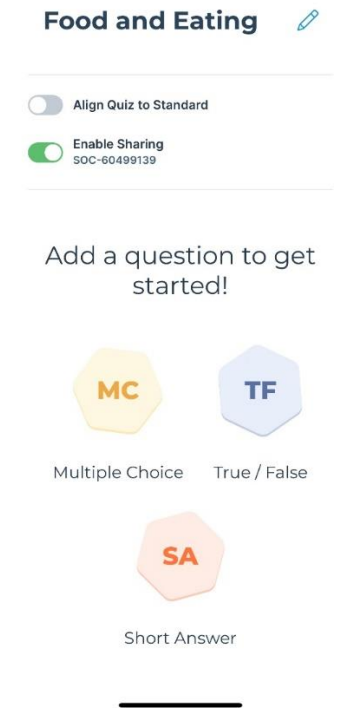 Food and Eating
Align Quiz to Standard
Enable Sharing
SOC-60499139
Add a question to get
started!
MC
TF
Multiple Choice
True / False
SA
Short Answer